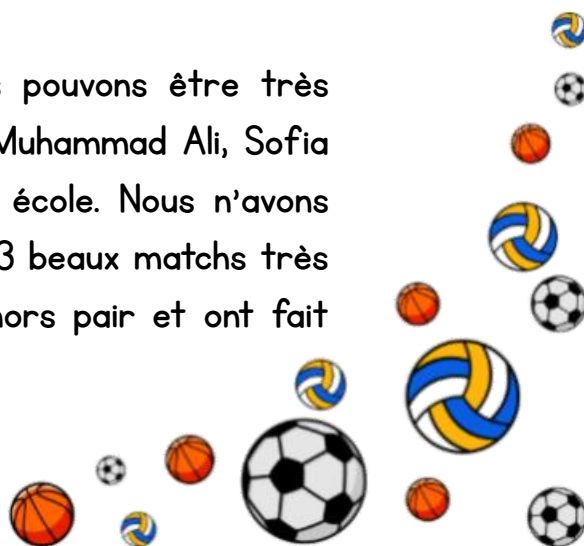 pouvons être très
Muhammad Ali, Sofia
école. Nous n'avons
3 beaux matchs très
hors pair et ont fait